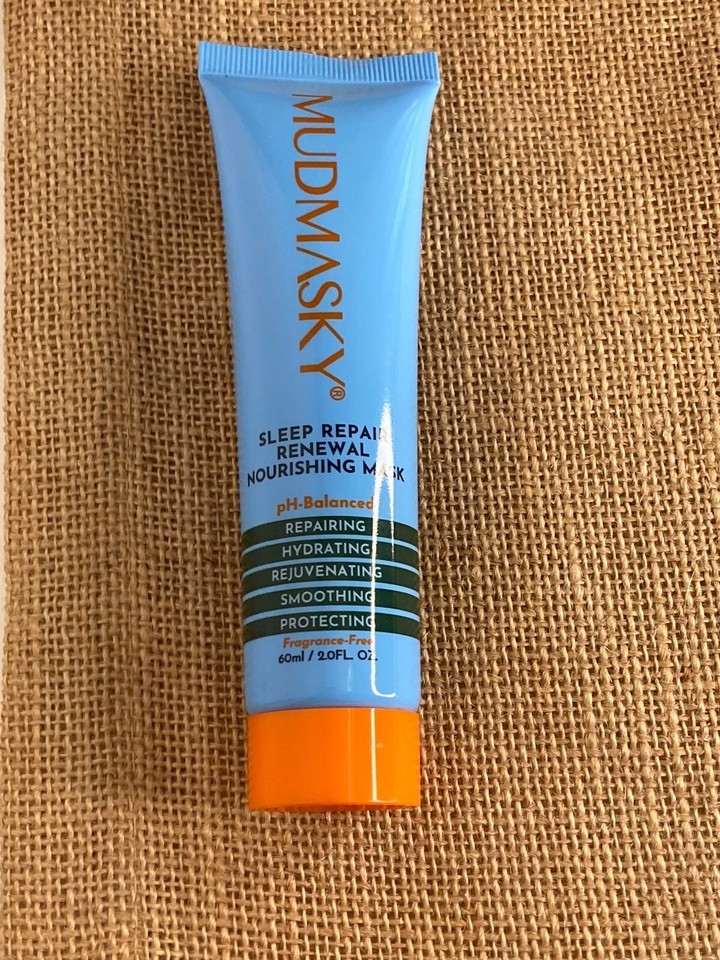 MUDMASKY®
SLEEP REPAIR
RENEWAL
NOURISHING MASK
pH-Balanced
REPAIRING
HYDRATING
REJUVENATING
SMOOTHING
PROTECTING
Fragrance-Free
60ml / 2.0FL. OZ.